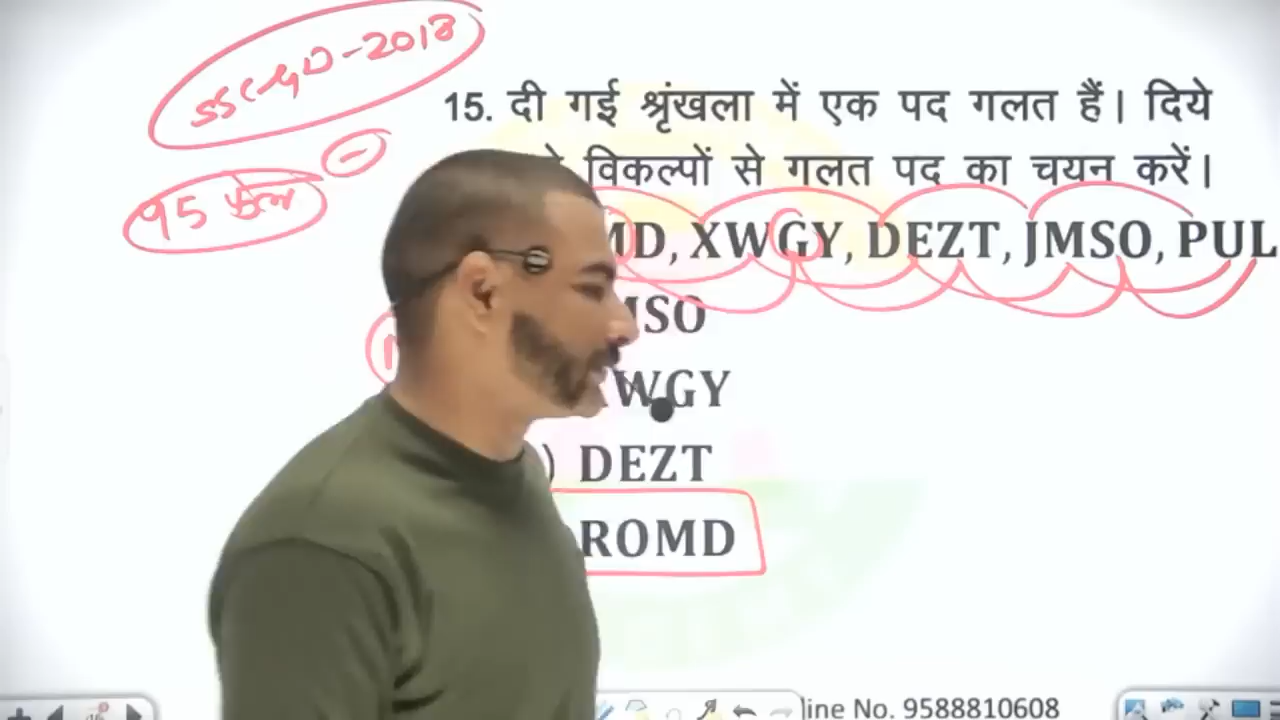 SSC-GD-2018
15. दी गई श्रृंखला में एक पद गलत हैं। दिये
विकल्पों से गलत पद का चयन करें।
MD, XWGY, DEZT, JMSO, PUL
MSO
XWGY
) DEZT
ROMD
95
line No. 9588810608